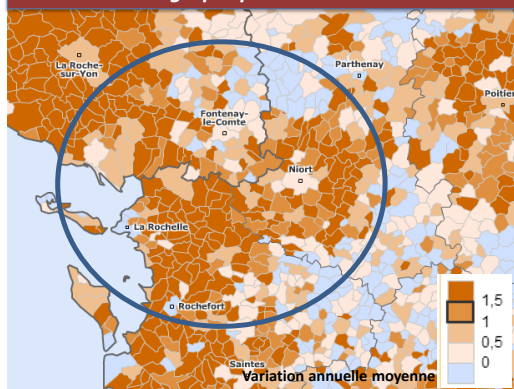 La Roche-
sur-Yon
Parthenay
Poitier
Fontenay-
le-Comte
Niort
La Rochelle
Rochefort
Saintes
Variation annuelle moyenne
1,5
1
0,5
0